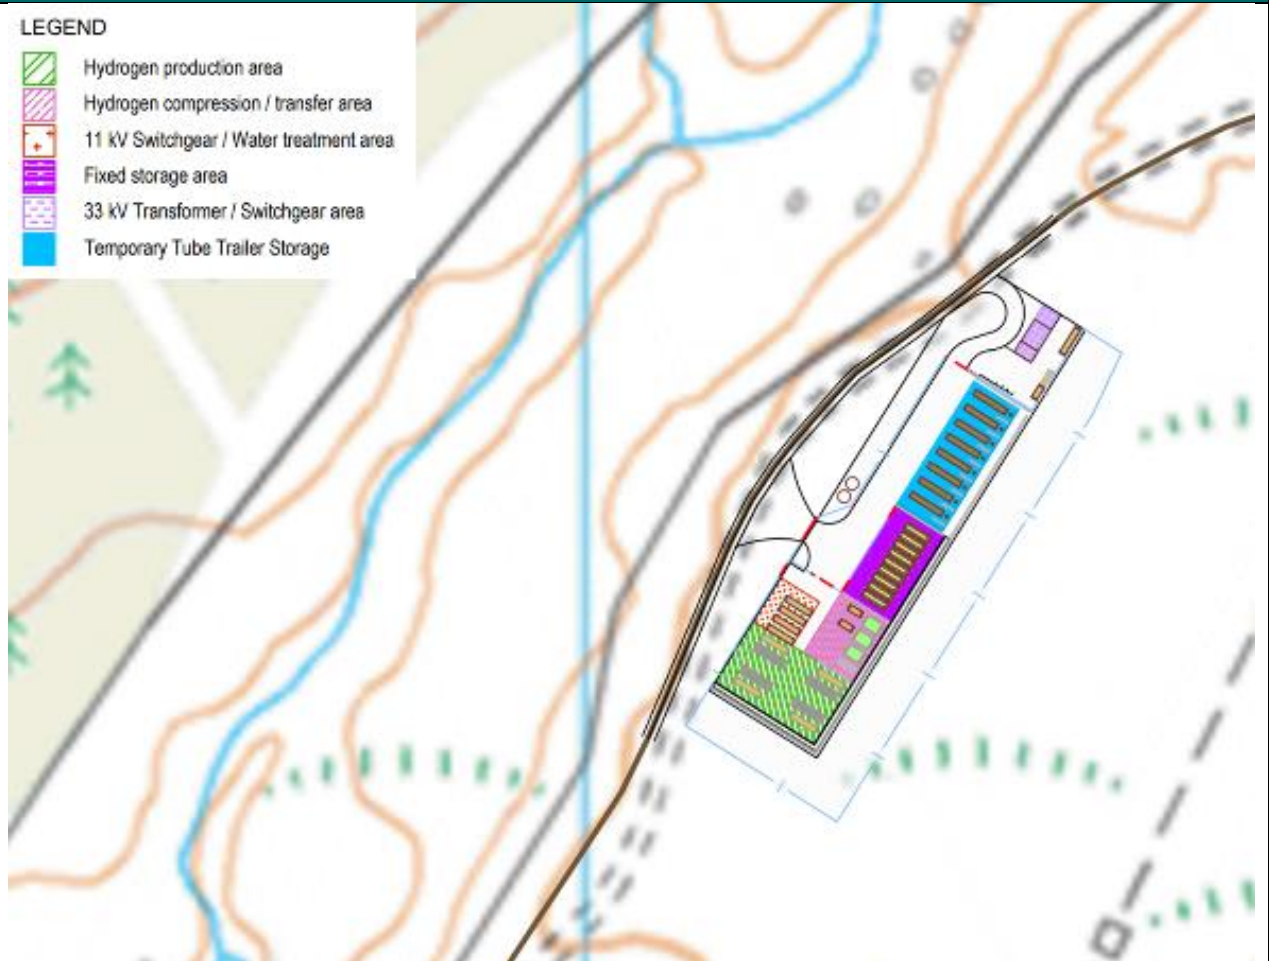 LEGEND
Hydrogen production area
Hydrogen compression / transfer area
11 kV Switchgear / Water treatment area
Fixed storage area
33 kV Transformer / Switchgear area
Temporary Tube Trailer Storage